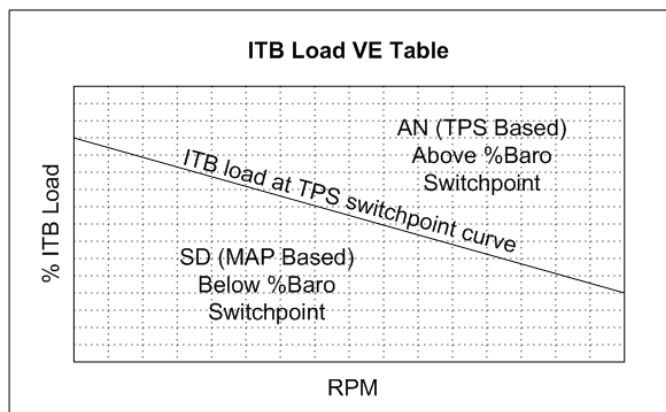 ITB Load VE Table
AN (TPS Based)
Above %Baro
Switchpoint
ITB load at TPS switchpoint curve
% ITB Load
SD (MAP Based)
Below %Baro
Switchpoint
RPM